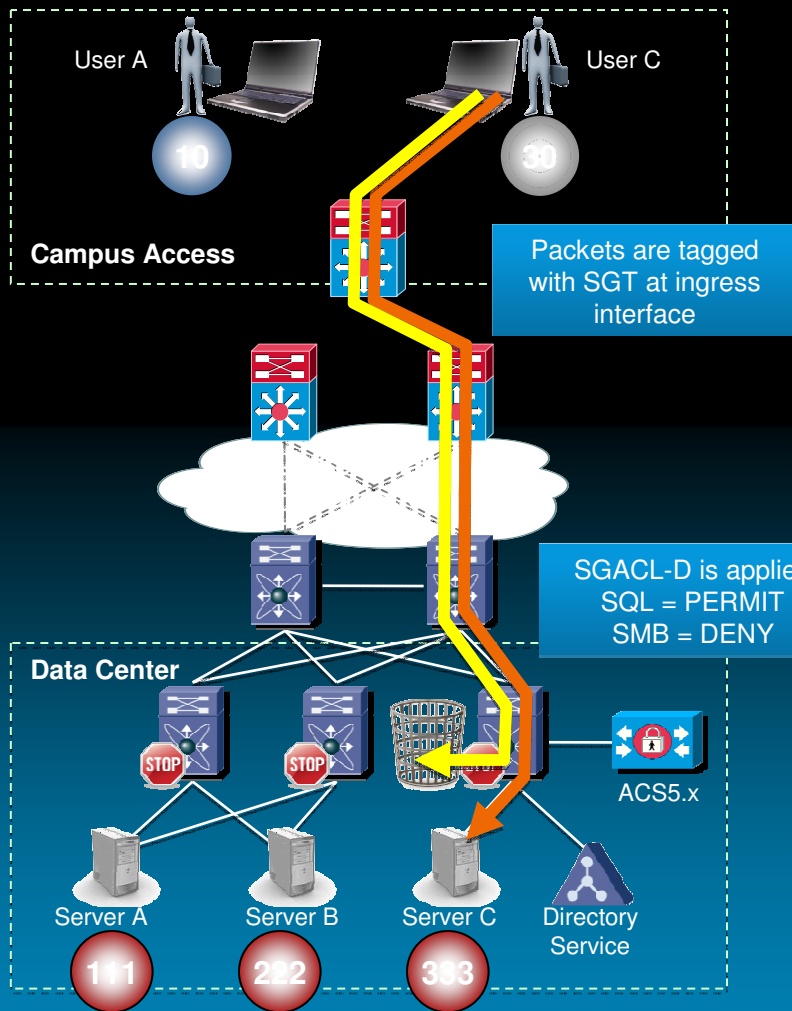 User A
User C
10
30
Campus Access
Packets are tagged
with SGT at ingress
interface
SGACL-D is applie
SQL = PERMIT
SMB = DENY
Data Center
STOP
STOP
STOP
ACS5.x
Server A
Server B
Server C
Directory
Service
111
222
333